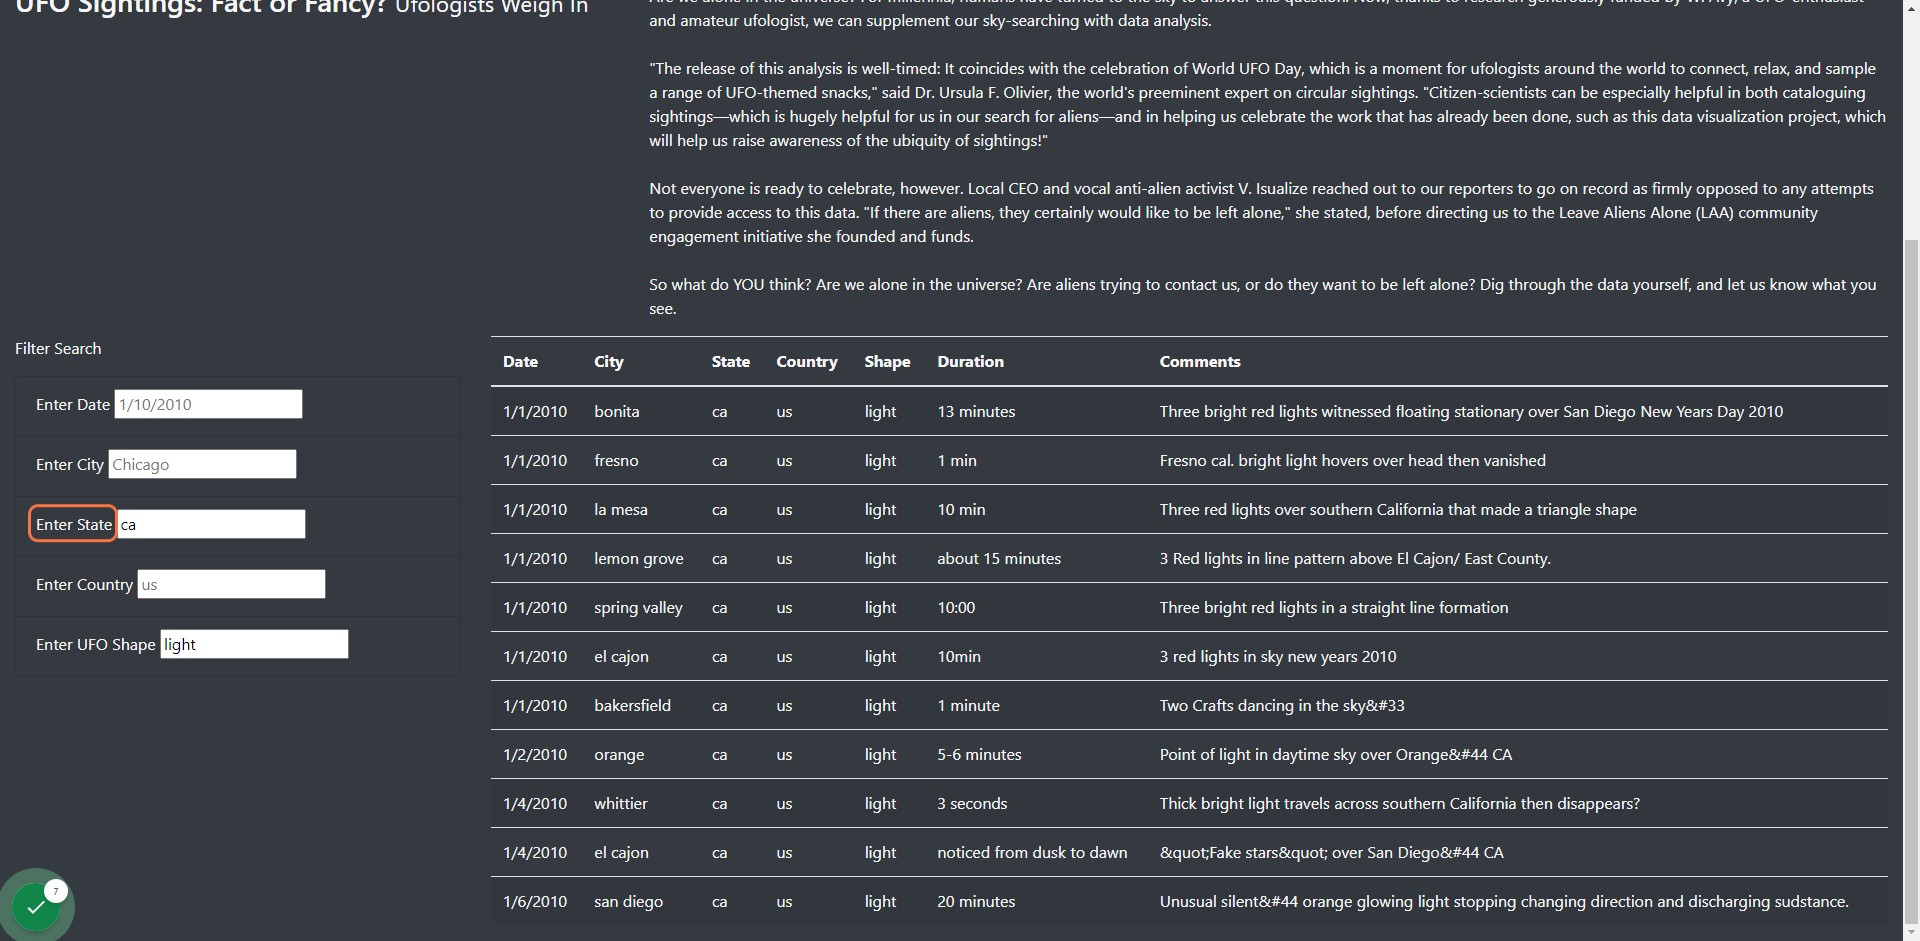 UFO Sightings: Fact or Fancy? Ufologists Weigh In
and amateur ufologist, we can supplement our sky-searching with data analysis.
"The release of this analysis is well-timed: It coincides with the celebration of World UFO Day, which is a moment for ufologists around the world to connect, relax, and sample
a range of UFO-themed snacks," said Dr. Ursula F. Olivier, the world's preeminent expert on circular sightings. "Citizen-scientists can be especially helpful in both cataloguing
sightings—which is hugely helpful for us in our search for aliens—and in helping us celebrate the work that has already been done, such as this data visualization project, which
will help us raise awareness of the ubiquity of sightings!"
Not everyone is ready to celebrate, however. Local CEO and vocal anti-alien activist V. Isualize reached out to our reporters to go on record as firmly opposed to any attempts
to provide access to this data. "If there are aliens, they certainly would like to be left alone," she stated, before directing us to the Leave Aliens Alone (LAA) community
engagement initiative she founded and funds.
So what do YOU think? Are we alone in the universe? Are aliens trying to contact us, or do they want to be left alone? Dig through the data yourself, and let us know what you
see.
Filter Search
Enter Date 1/10/2010
Enter City Chicago
Enter State ca
Enter Country us
Enter UFO Shape light
Date City State Country Shape Duration Comments
1/1/2010 bonita ca us light 13 minutes Three bright red lights witnessed floating stationary over San Diego New Years Day 2010
1/1/2010 fresno ca us light 1 min Fresno cal. bright light hovers over head then vanished
1/1/2010 la mesa ca us light 10 min Three red lights over southern California that made a triangle shape
1/1/2010 lemon grove ca us light about 15 minutes 3 Red lights in line pattern above El Cajon/ East County.
1/1/2010 spring valley ca us light 10:00 Three bright red lights in a straight line formation
1/1/2010 el cajon ca us light 10min 3 red lights in sky new years 2010
1/1/2010 bakersfield ca us light 1 minute Two Crafts dancing in the sky&#33
1/2/2010 orange ca us light 5-6 minutes Point of light in daytime sky over Orange&#44 CA
1/4/2010 whittier ca us light 3 seconds Thick bright light travels across southern California then disappears?
1/4/2010 el cajon ca us light noticed from dusk to dawn &quot;Fake stars&quot; over San Diego&#44 CA
1/6/2010 san diego ca us light 20 minutes Unusual silent&#44 orange glowing light stopping changing direction and discharging sudstance.
7